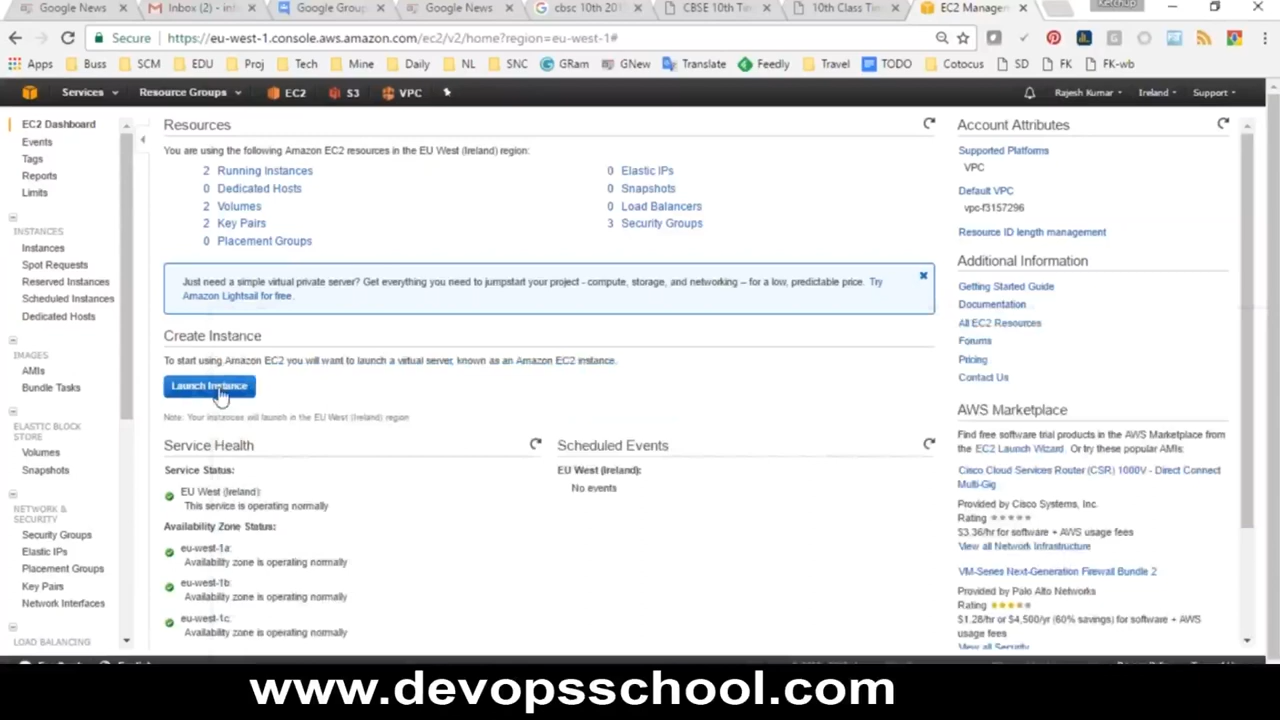 Google News
Inbox (2) - inf
Google Group
Google News
cbsc 10th 201
CBSE 10th Tim
10th Class Tim
EC2 Manage
Ketchup
Secure
https://eu-west-1.console.aws.amazon.com/ec2/v2/home?region=eu-west-1#
Apps Buss SCM EDU Proj Tech Mine Daily NL SNC GRam GNew Translate Feedly Travel TODO Cotocus SD FK FK-wb
Services Resource Groups EC2 S3 VPC Rajesh Kumar Ireland Support
EC2 Dashboard
Events
Tags
Reports
Limits
INSTANCES
Instances
Spot Requests
Reserved Instances
Scheduled Instances
Dedicated Hosts
IMAGES
AMIs
Bundle Tasks
ELASTIC BLOCK
STORE
Volumes
Snapshots
NETWORK &
SECURITY
Security Groups
Elastic IPs
Placement Groups
Key Pairs
Network Interfaces
LOAD BALANCING
Resources
You are using the following Amazon EC2 resources in the EU West (Ireland) region:
2 Running Instances
0 Dedicated Hosts
2 Volumes
2 Key Pairs
0 Placement Groups
0 Elastic IPs
0 Snapshots
0 Load Balancers
3 Security Groups
Just need a simple virtual private server? Get everything you need to jumpstart your project - compute, storage, and networking – for a low, predictable price. Try
Amazon Lightsail for free.
Create Instance
To start using Amazon EC2 you will want to launch a virtual server, known as an Amazon EC2 instance.
Launch Instance
Note: Your instances will launch in the EU West (Ireland) region
Service Health
Service Status:
EU West (Ireland):
This service is operating normally
Availability Zone Status:
eu-west-1a:
Availability zone is operating normally
eu-west-1b:
Availability zone is operating normally
eu-west-1c:
Availability zone is operating normally
Scheduled Events
EU West (Ireland):
No events
Account Attributes
Supported Platforms
VPC
Default VPC
vpc-f3157296
Resource ID length management
Additional Information
Getting Started Guide
Documentation
All EC2 Resources
Forums
Pricing
Contact Us
AWS Marketplace
Find free software trial products in the AWS Marketplace from
the EC2 Launch Wizard. Or try these popular AMIs:
Cisco Cloud Services Router (CSR) 1000V - Direct Connect
Multi-Gig
Provided by Cisco Systems, Inc.
Rating
$3.36/hr for software + AWS usage fees
View all Network Infrastructure
VM-Series Next-Generation Firewall Bundle 2
Provided by Palo Alto Networks
Rating
$1.28/hr or $4,500/yr (60% savings) for software + AWS
usage fees
View all Security
www.devopsschool.com